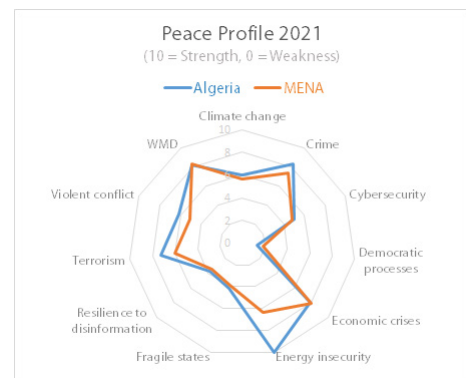 Peace Profile 2021
(10 = Strength, 0 = Weakness)
Algeria MENA
Climate change
10
8
6
4
2
0
WMD
Crime
Violent conflict
Cybersecurity
Terrorism
Democratic
processes
Resilience to
disinformation
Economic crises
Fragile states
Energy insecurity